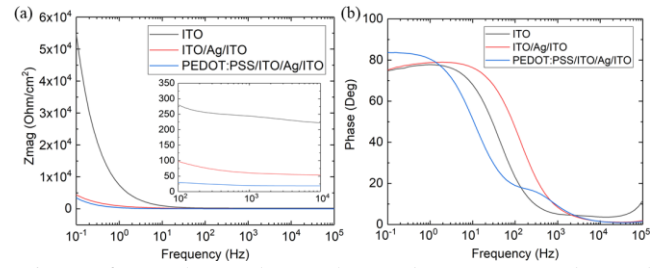 (a)
6x10⁴
5x10⁴
4x10⁴
3x10⁴
2x10⁴
1x10⁴
0
Zmag (Ohm/cm²)
ITO
ITO/Ag/ITO
PEDOT:PSS/ITO/Ag/ITO
350
300
250
200
150
100
50
0
10² 10³ 10⁴
10⁻¹ 10⁰ 10¹ 10² 10³ 10⁴ 10⁵
Frequency (Hz)
(b)
100
80
60
40
20
0
Phase (Deg)
ITO
ITO/Ag/ITO
PEDOT:PSS/ITO/Ag/ITO
10⁻¹ 10⁰ 10¹ 10² 10³ 10⁴ 10⁵
Frequency (Hz)